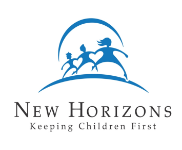 NEW HORIZONS
Keeping Children First